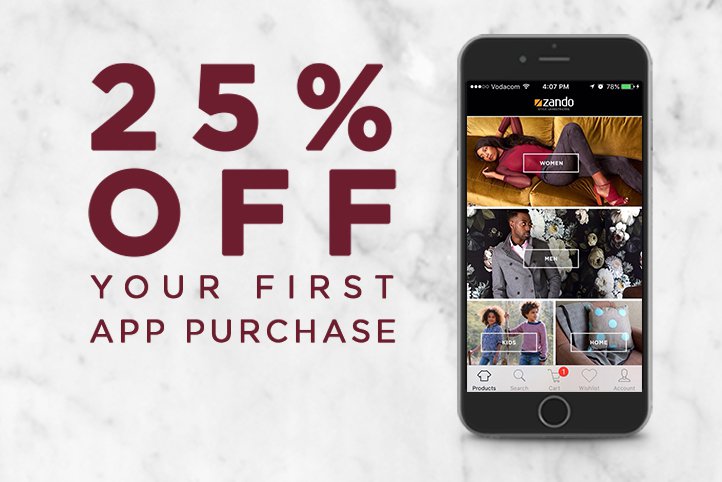 25%
OFF
YOUR FIRST
APP PURCHASE
Vodacom 4:07 PM 78%
zando
WOMEN
MEN
KIDS HOME
1
Products Search Cart Wishlist Account